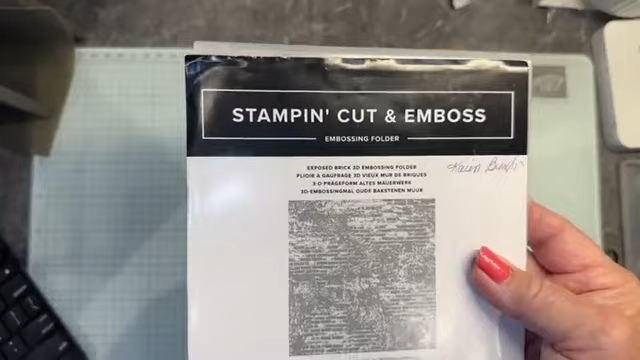 STAMPIN' CUT & EMBOSS
EMBOSSING FOLDER
EXPOSED BRICK 3D EMBOSSING FOLDER
PLIOIR À GAUFRAGE 3D VIEUX MUR DE BRIQUES
3-D-PRÄGEFORM ALTES MAUERWERK
3D-EMBOSSINGMAL OUDE BAKSTENEN MUUR